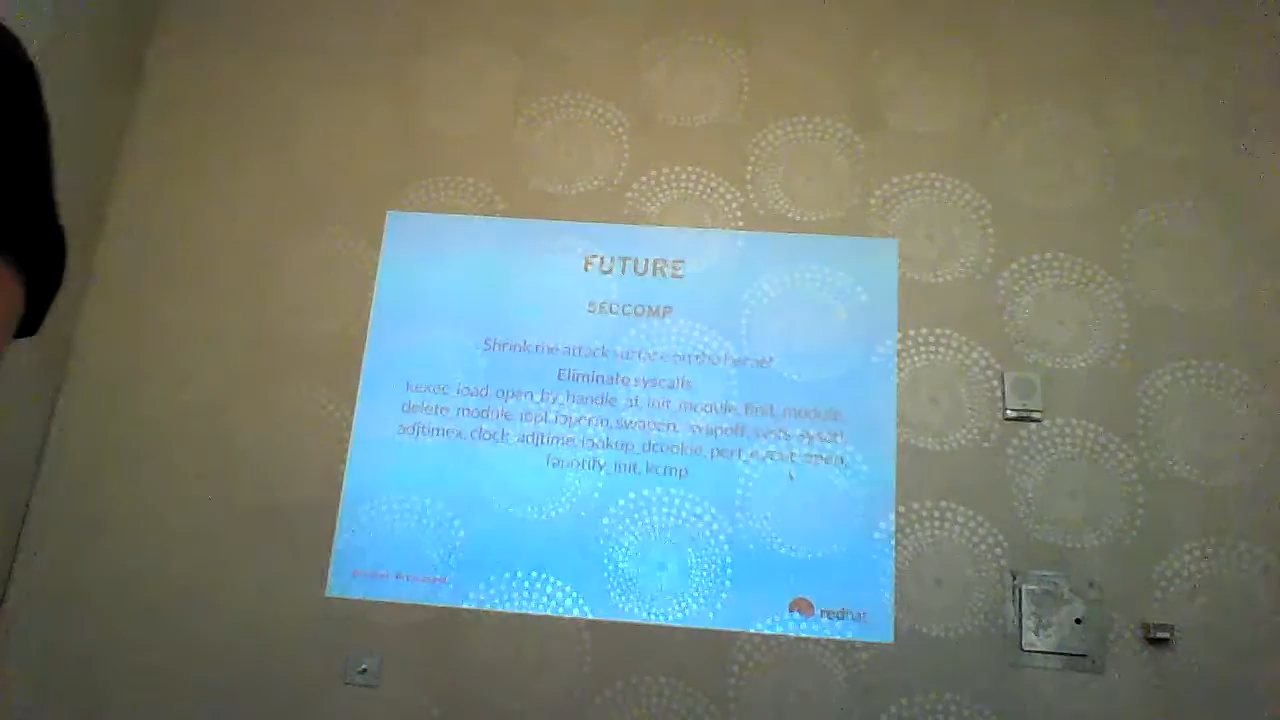 FUTURE
SECCOMP
Shrink the attack surface on the kernel
Eliminate syscalls
kexec_load, open_by_handle_at, init_module, finit_module,
delete_module, iopl, ioperm, swapon, swapoff, sysfs, sysctl,
adjtimex, clock_adjtime, lookup_dcookie, perf_event_open,
fanotify_init, kcmp
redhat